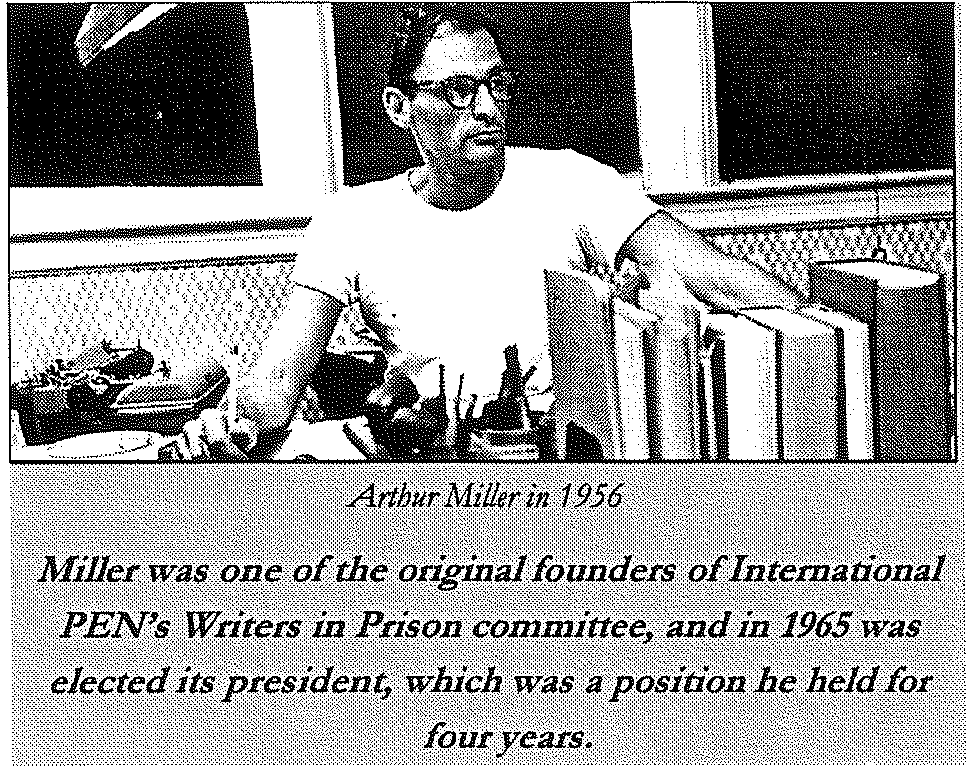 Arthur Miller in 1956
Miller was one of the original founders of International
PEN's Writers in Prison committee, and in 1965 was
elected its president, which was a position he held for
four years.